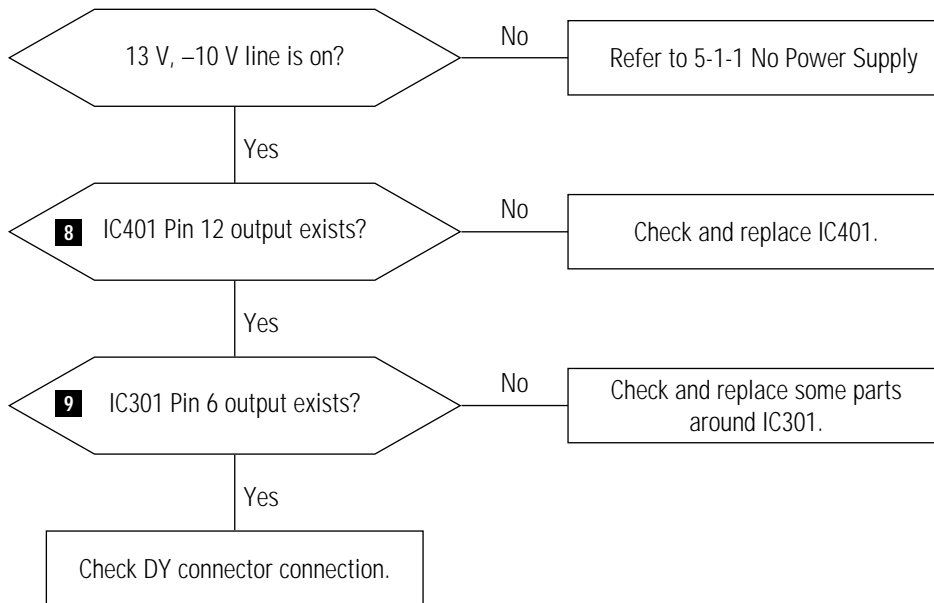 13 V, –10 V line is on?
No
Refer to 5-1-1 No Power Supply
Yes
8 IC401 Pin 12 output exists?
No
Check and replace IC401.
Yes
9 IC301 Pin 6 output exists?
No
Check and replace some parts
around IC301.
Yes
Check DY connector connection.